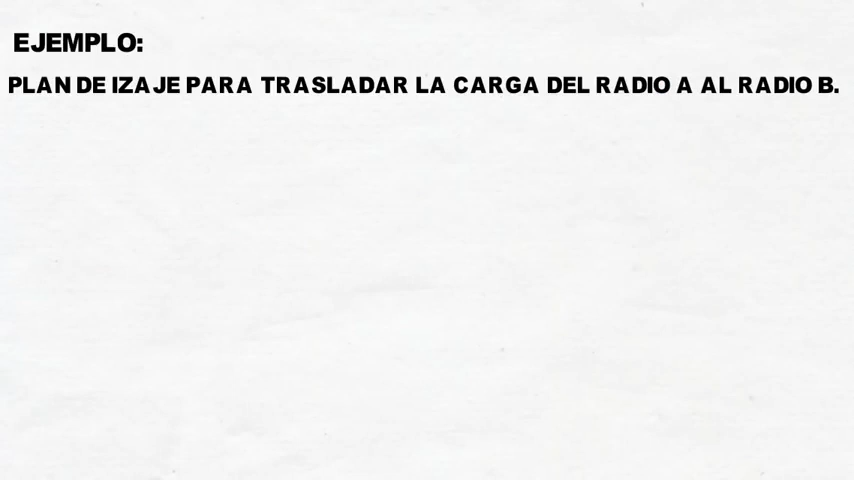 EJEMPLO:
PLAN DE IZAJE PARA TRASLADAR LA CARGA DEL RADIO A AL RADIO B.